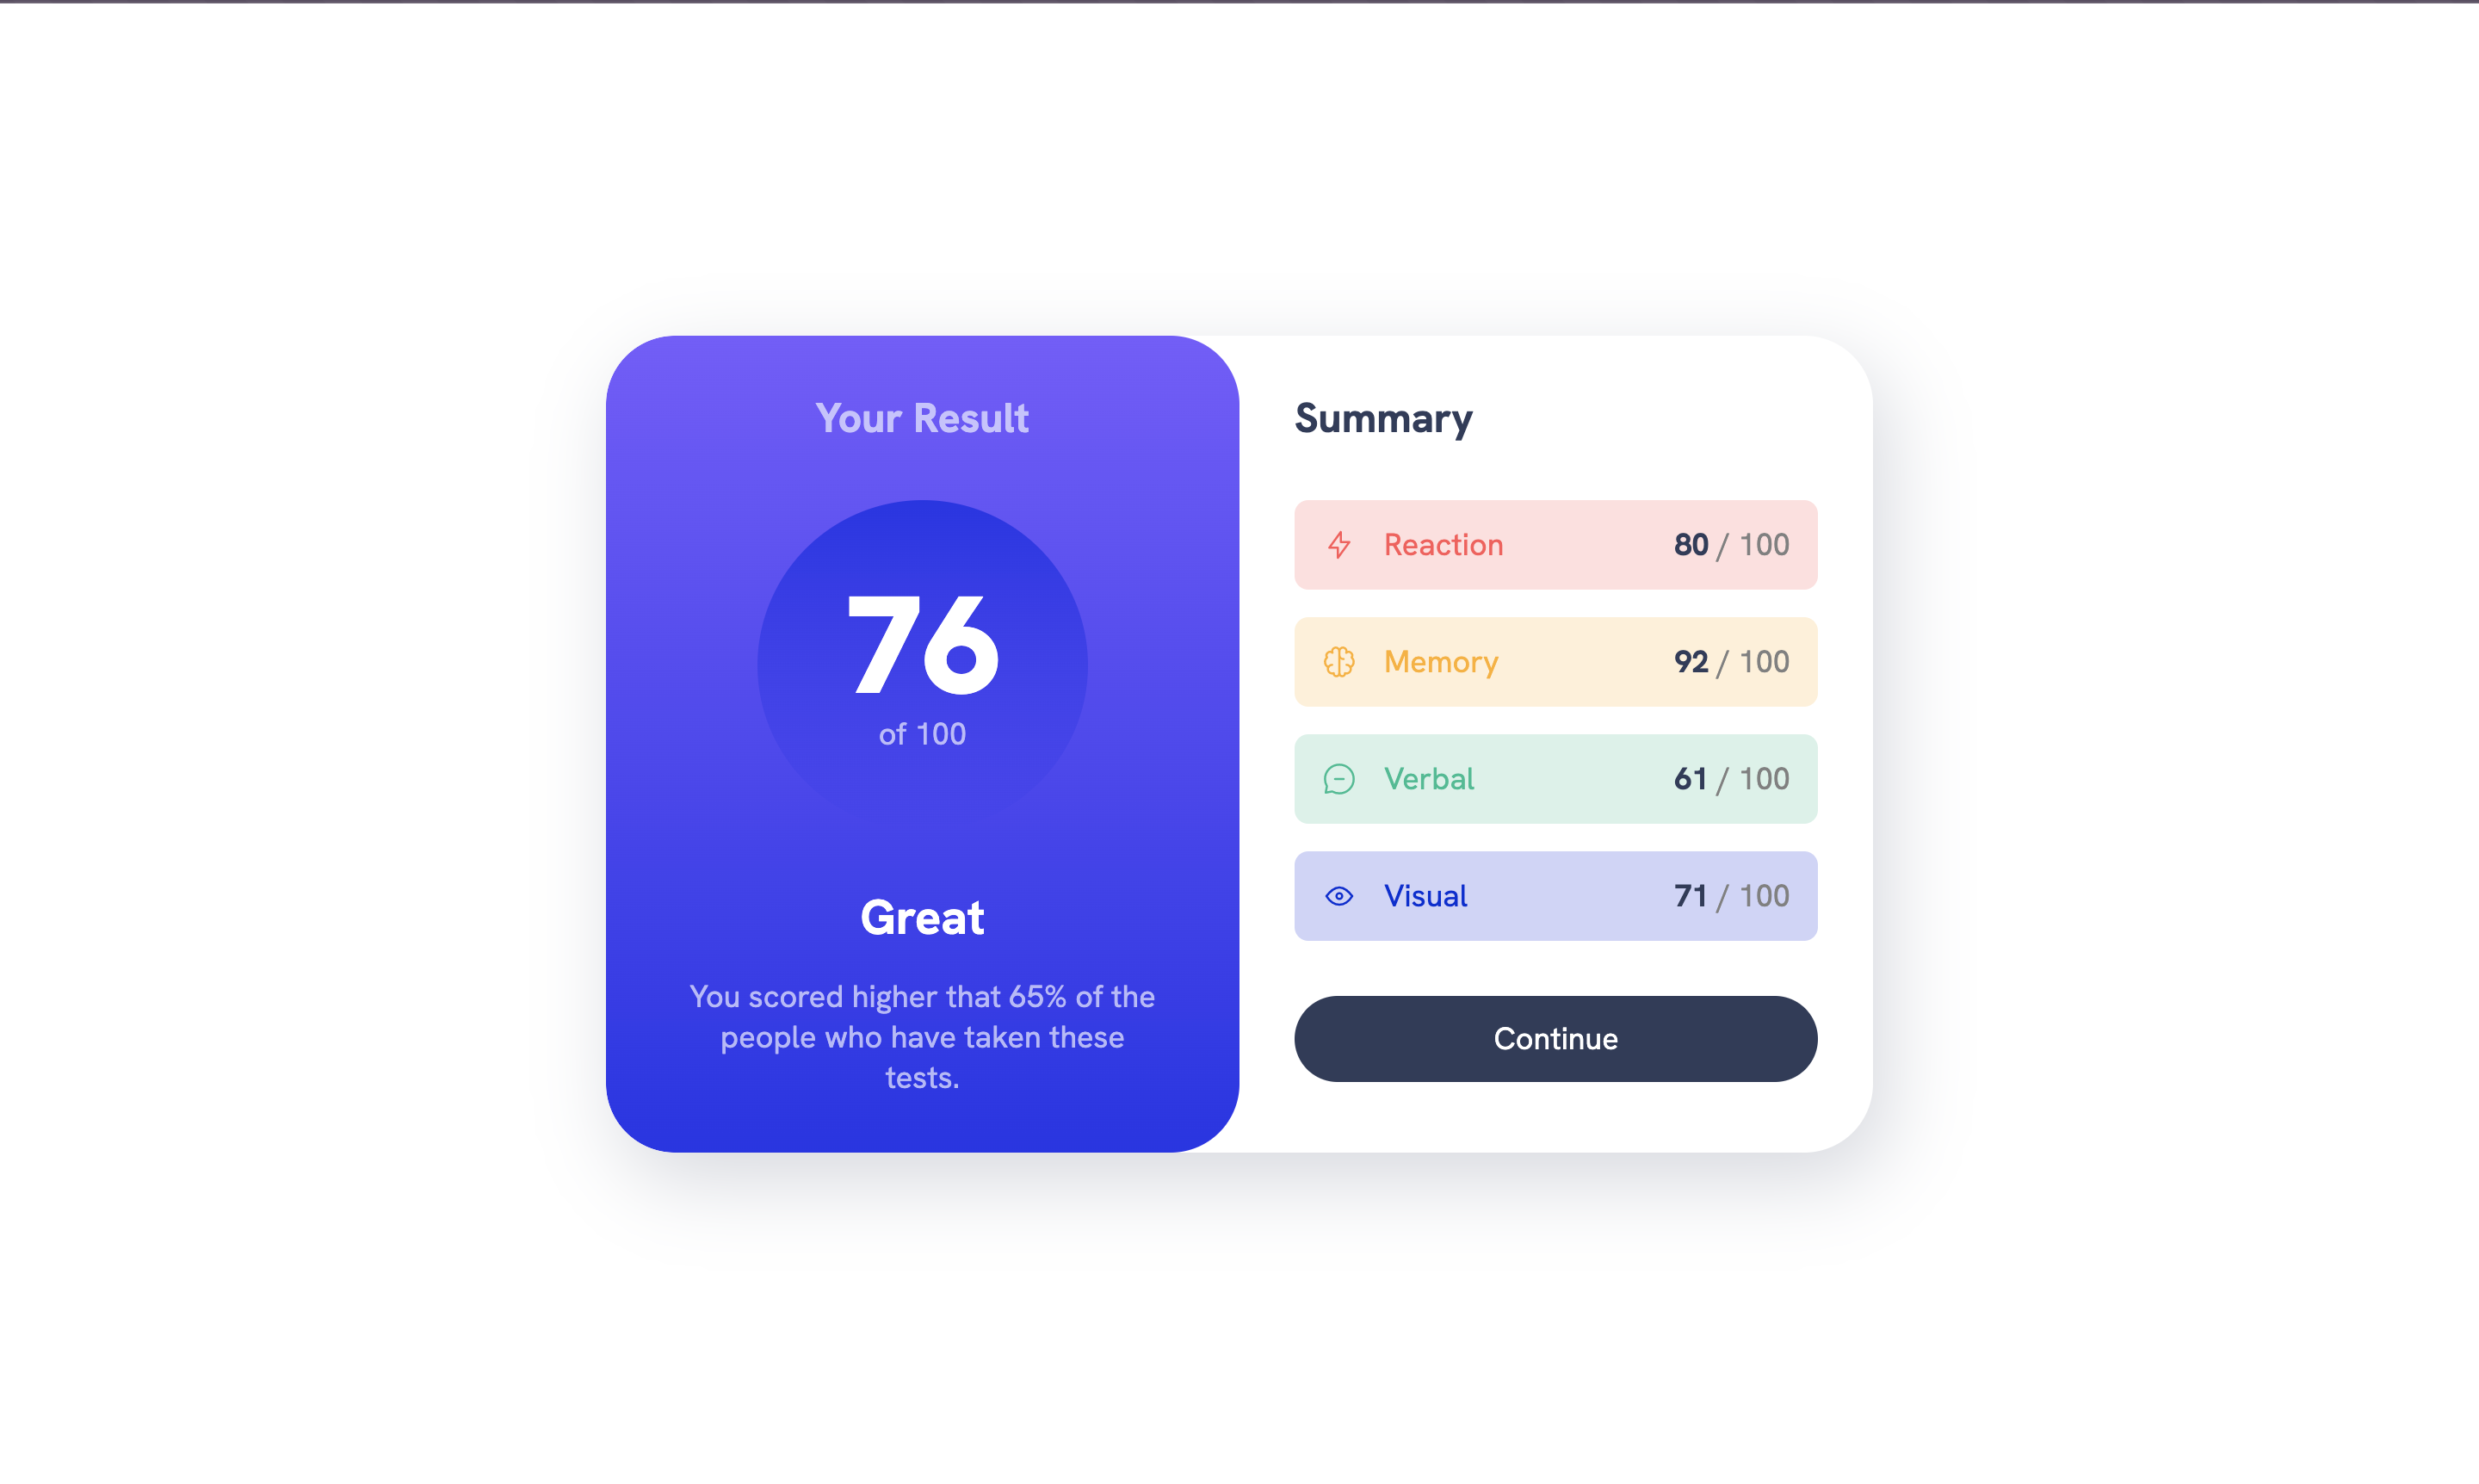 Your Result
76
of 100
Great
You scored higher that 65% of the
people who have taken these
tests.
Summary
Reaction 80 / 100
Memory 92 / 100
Verbal 61 / 100
Visual 71 / 100
Continue